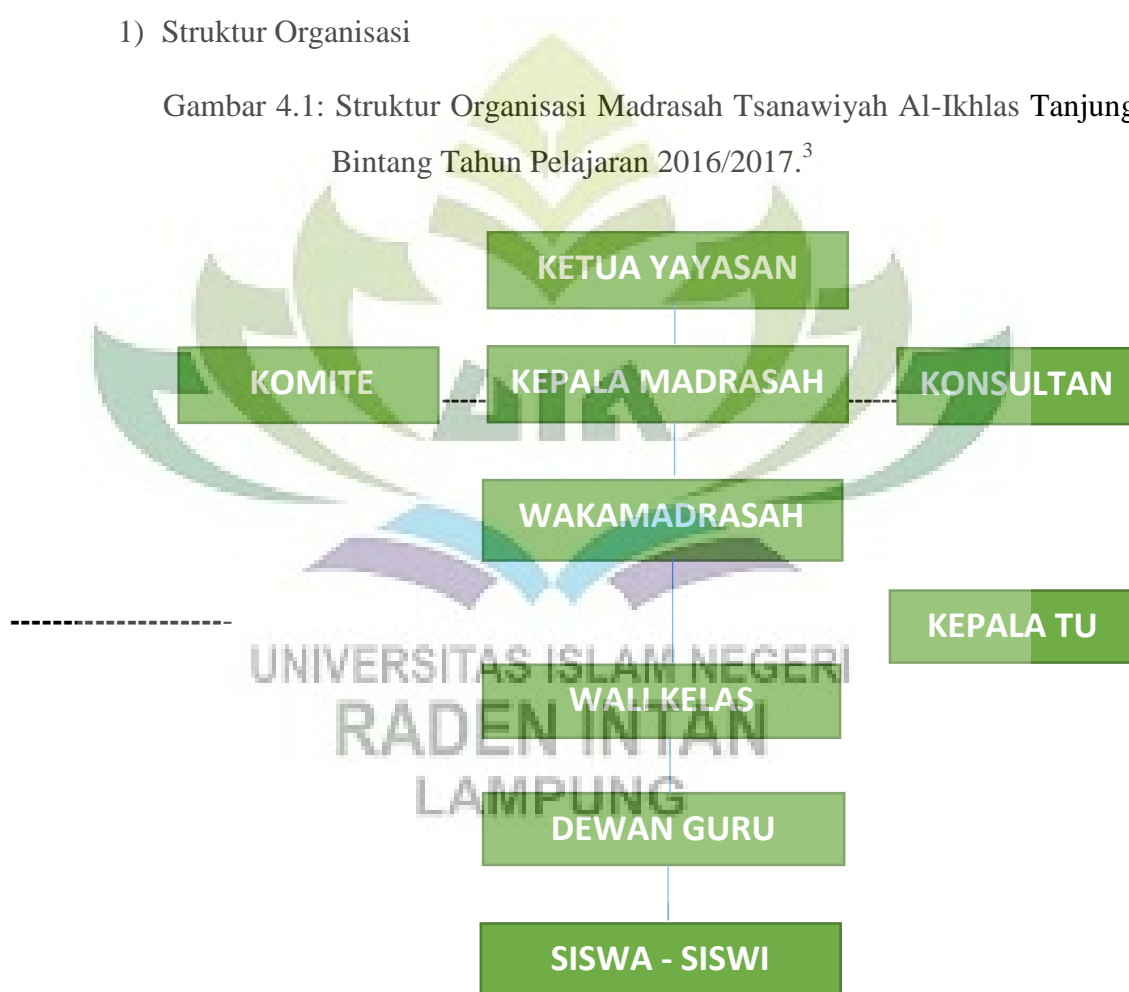 1) Struktur Organisasi
Gambar 4.1: Struktur Organisasi Madrasah Tsanawiyah Al-Ikhlas Tanjung
Bintang Tahun Pelajaran 2016/2017.3
KETUA YAYASAN
KOMITE
KEPALA MADRASAH
KONSULTAN
WAKAMADRASAH
KEPALA TU
UNIVERSITAS ISLAM NEGERI
WALI KELAS
RADEN INTAN
LAMPUNG
DEWAN GURU
SISWA - SISWI